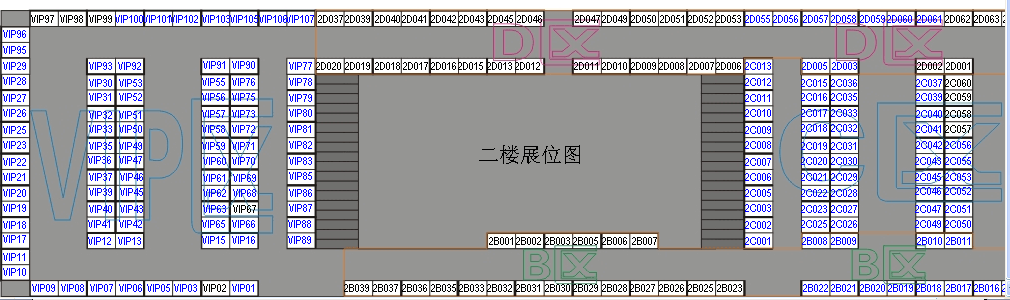 VIP97 VIP98 VIP99 VIP100 VIP101 VIP102 VIP103 VIP105 VIP106 VIP107 2D037 2D039 2D040 2D041 2D042 2D043 2D045 2D046 2D047 2D049 2D050 2D051 2D052 2D053 2D055 2D056 2D057 2D058 2D059 2D060 2D061 2D062 2D063
VIP96
D区 D区
VIP95
VIP29 VIP93 VIP92 VIP91 VIP90 VIP77 2D020 2D019 2D018 2D017 2D016 2D015 2D013 2D012 2D011 2D010 2D009 2D008 2D007 2D006 2C013 2D005 2D003 2D002 2D001
VIP28 VIP30 VIP53 VIP55 VIP76 VIP78 2C012 2C015 2C036 2C037 2C060
VIP27 VIP31 VIP52 VIP56 VIP75 VIP79 2C011 2C016 2C035 2C039 2C059
VIP26 VIP32 VIP51 VIP57 VIP73 VIP80 2C010 2C017 2C033 2C040 2C058
VIP25 VIP33 VIP50 VIP58 VIP72 VIP81 2C009 2C018 2C032 2C041 2C057
VIP23 VIP35 VIP49 VIP59 VIP71 VIP82 2C008 2C019 2C031 2C042 2C056
VIP区 二楼展位图 C区
VIP22 VIP36 VIP47 VIP60 VIP70 VIP83 2C007 2C020 2C030 2C043 2C055
VIP21 VIP37 VIP46 VIP61 VIP69 VIP85 2C006 2C021 2C029 2C045 2C053
VIP20 VIP39 VIP45 VIP62 VIP68 VIP86 2C005 2C022 2C028 2C046 2C052
VIP19 VIP40 VIP43 VIP63 VIP67 VIP87 2C003 2C023 2C027 2C047 2C051
VIP18 VIP41 VIP42 VIP65 VIP66 VIP88 2C002 2C025 2C026 2C049 2C050
VIP17 VIP12 VIP13 VIP15 VIP16 VIP89 2B001 2B002 2B003 2B005 2B006 2B007 2C001 2B008 2B009 2B010 2B011
VIP11
B区 B区
VIP10
VIP09 VIP08 VIP07 VIP06 VIP05 VIP03 VIP02 VIP01 2B039 2B037 2B036 2B035 2B033 2B032 2B031 2B030 2B029 2B028 2B027 2B026 2B025 2B023 2B022 2B021 2B020 2B019 2B018 2B017 2B016